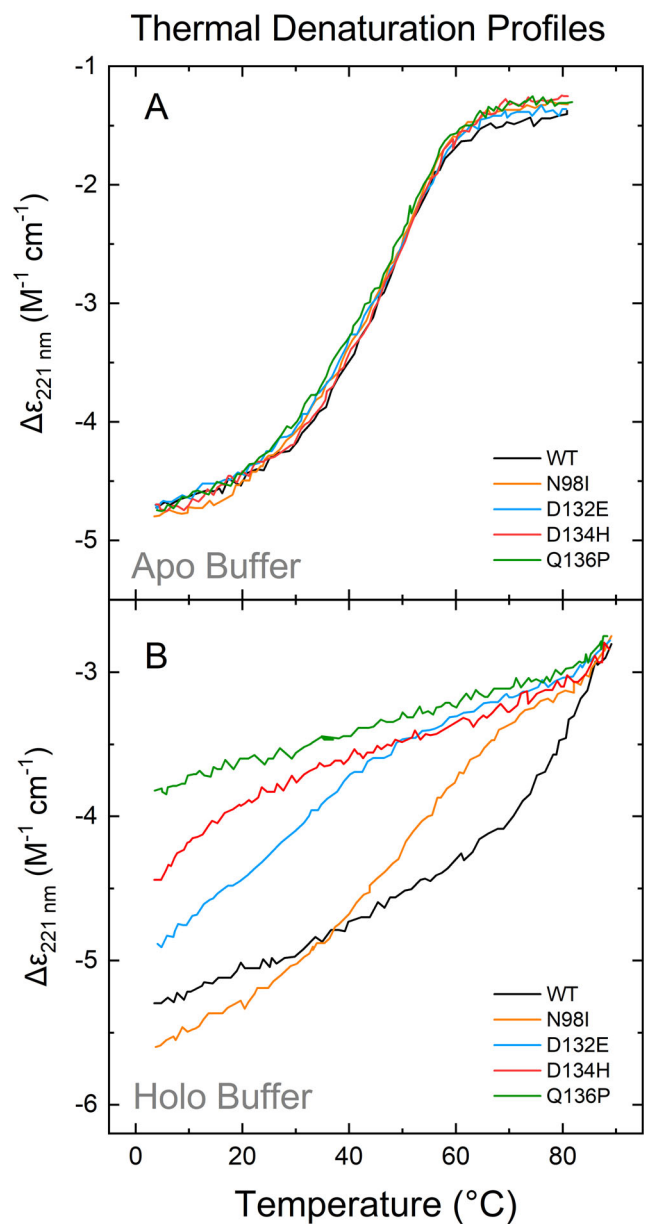 Thermal Denaturation Profiles
-1
A
-2
-3
-4
-5
Δε221 nm (M-1 cm-1)
WT
N98I
D132E
D134H
Q136P
Apo Buffer
B
-3
-4
-5
-6
Δε221 nm (M-1 cm-1)
WT
N98I
D132E
D134H
Q136P
Holo Buffer
0 20 40 60 80
Temperature (°C)